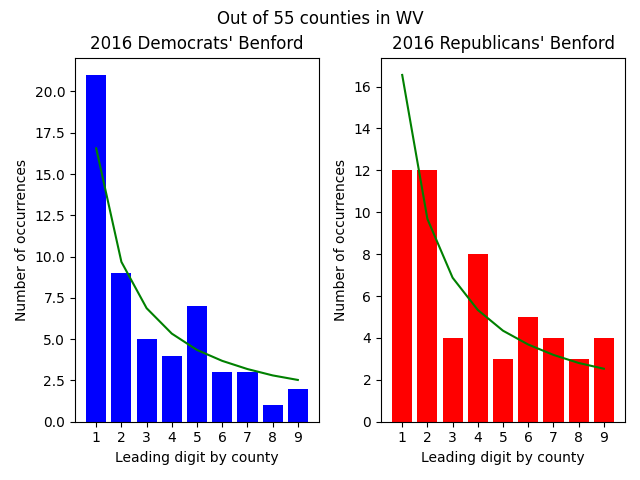 Out of 55 counties in WV
2016 Democrats' Benford
2016 Republicans' Benford
Number of occurrences
20.0
17.5
15.0
12.5
10.0
7.5
5.0
2.5
0.0
1 2 3 4 5 6 7 8 9
Leading digit by county
Number of occurrences
16
14
12
10
8
6
4
2
0
1 2 3 4 5 6 7 8 9
Leading digit by county